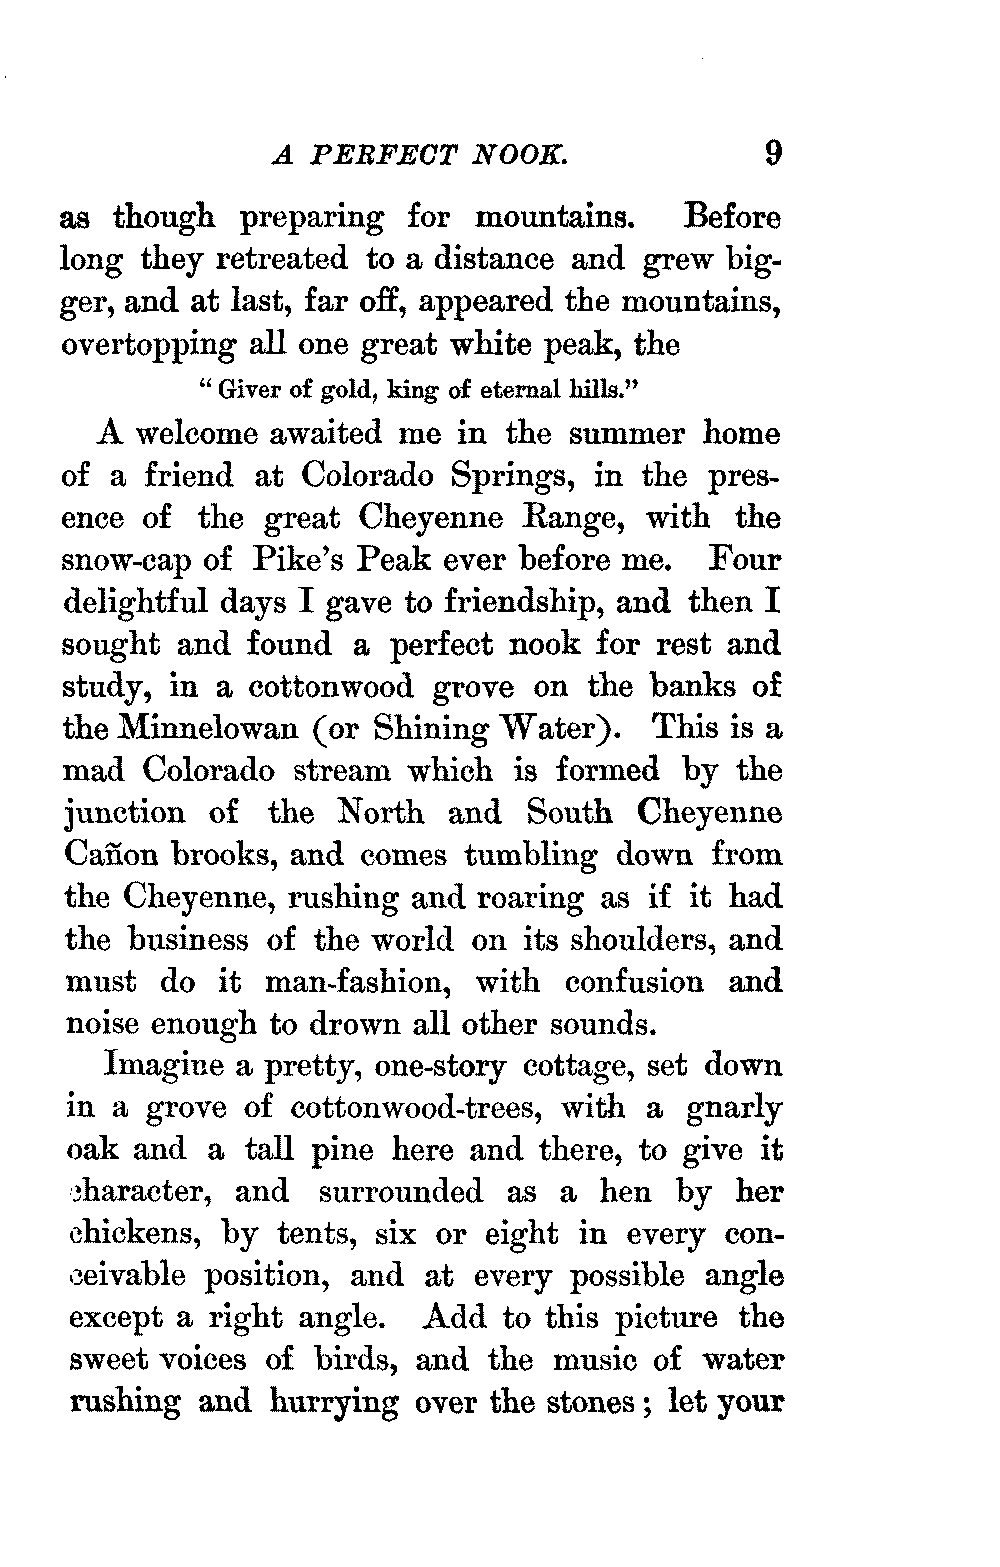 A PERFECT NOOK. 9
as though preparing for mountains. Before
long they retreated to a distance and grew big-
ger, and at last, far off, appeared the mountains,
overtopping all one great white peak, the
“Giver of gold, king of eternal hills.”
A welcome awaited me in the summer home
of a friend at Colorado Springs, in the pres-
ence of the great Cheyenne Range, with the
snow-cap of Pike’s Peak ever before me. Four
delightful days I gave to friendship, and then I
sought and found a perfect nook for rest and
study, in a cottonwood grove on the banks of
the Minnelowan (or Shining Water). This is a
mad Colorado stream which is formed by the
junction of the North and South Cheyenne
Cañon brooks, and comes tumbling down from
the Cheyenne, rushing and roaring as if it had
the business of the world on its shoulders, and
must do it man-fashion, with confusion and
noise enough to drown all other sounds.
Imagine a pretty, one-story cottage, set down
in a grove of cottonwood-trees, with a gnarly
oak and a tall pine here and there, to give it
character, and surrounded as a hen by her
chickens, by tents, six or eight in every con-
ceivable position, and at every possible angle
except a right angle. Add to this picture the
sweet voices of birds, and the music of water
rushing and hurrying over the stones; let your